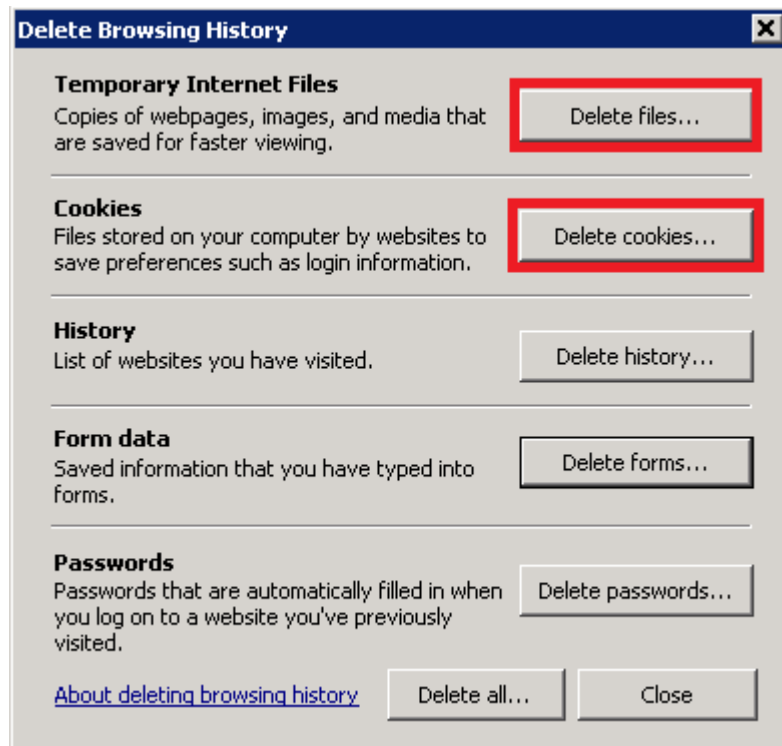 Delete Browsing History
Temporary Internet Files
Copies of webpages, images, and media that
are saved for faster viewing.
Delete files...
Cookies
Files stored on your computer by websites to
save preferences such as login information.
Delete cookies...
History
List of websites you have visited.
Delete history...
Form data
Saved information that you have typed into
forms.
Delete forms...
Passwords
Passwords that are automatically filled in when
you log on to a website you've previously
visited.
Delete passwords...
About deleting browsing history
Delete all...
Close